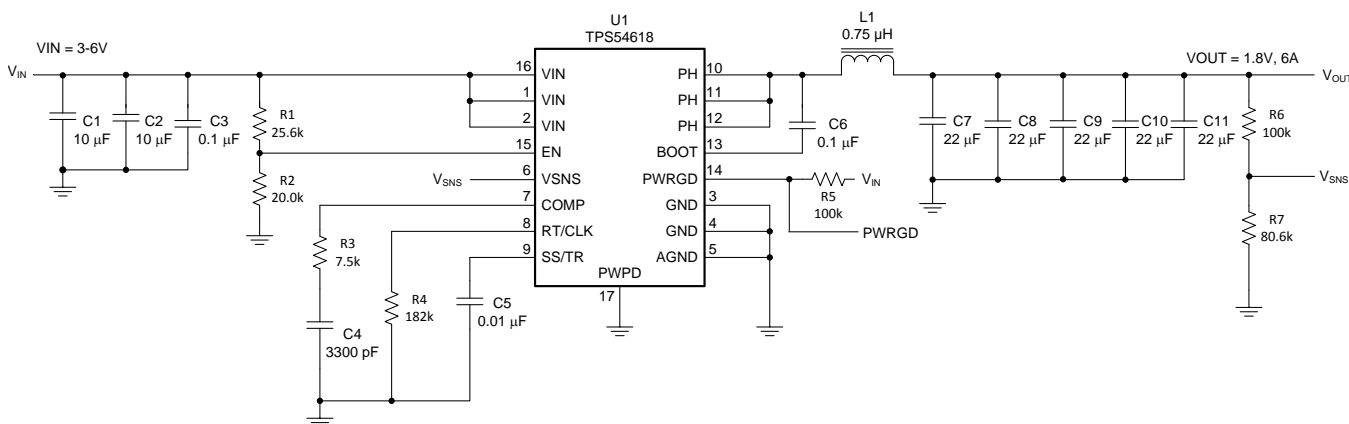 U1
TPS54618
L1
0.75 µH
VIN = 3-6V
VOUT = 1.8V, 6A
VIN
VOUT
16
VIN
PH
10
1
VIN
PH
11
2
VIN
PH
12
15
EN
BOOT
13
6
VSNS
PWRGD
14
7
COMP
GND
3
8
RT/CLK
GND
4
9
SS/TR
AGND
5
PWPD
17
C1
10 µF
C2
10 µF
C3
0.1 µF
R1
25.6k
R2
20.0k
VSNS
R3
7.5k
C4
3300 pF
R4
182k
C5
0.01 µF
C6
0.1 µF
R5
100k
VIN
PWRGD
C7
22 µF
C8
22 µF
C9
22 µF
C10
22 µF
C11
22 µF
R6
100k
VSNS
R7
80.6k